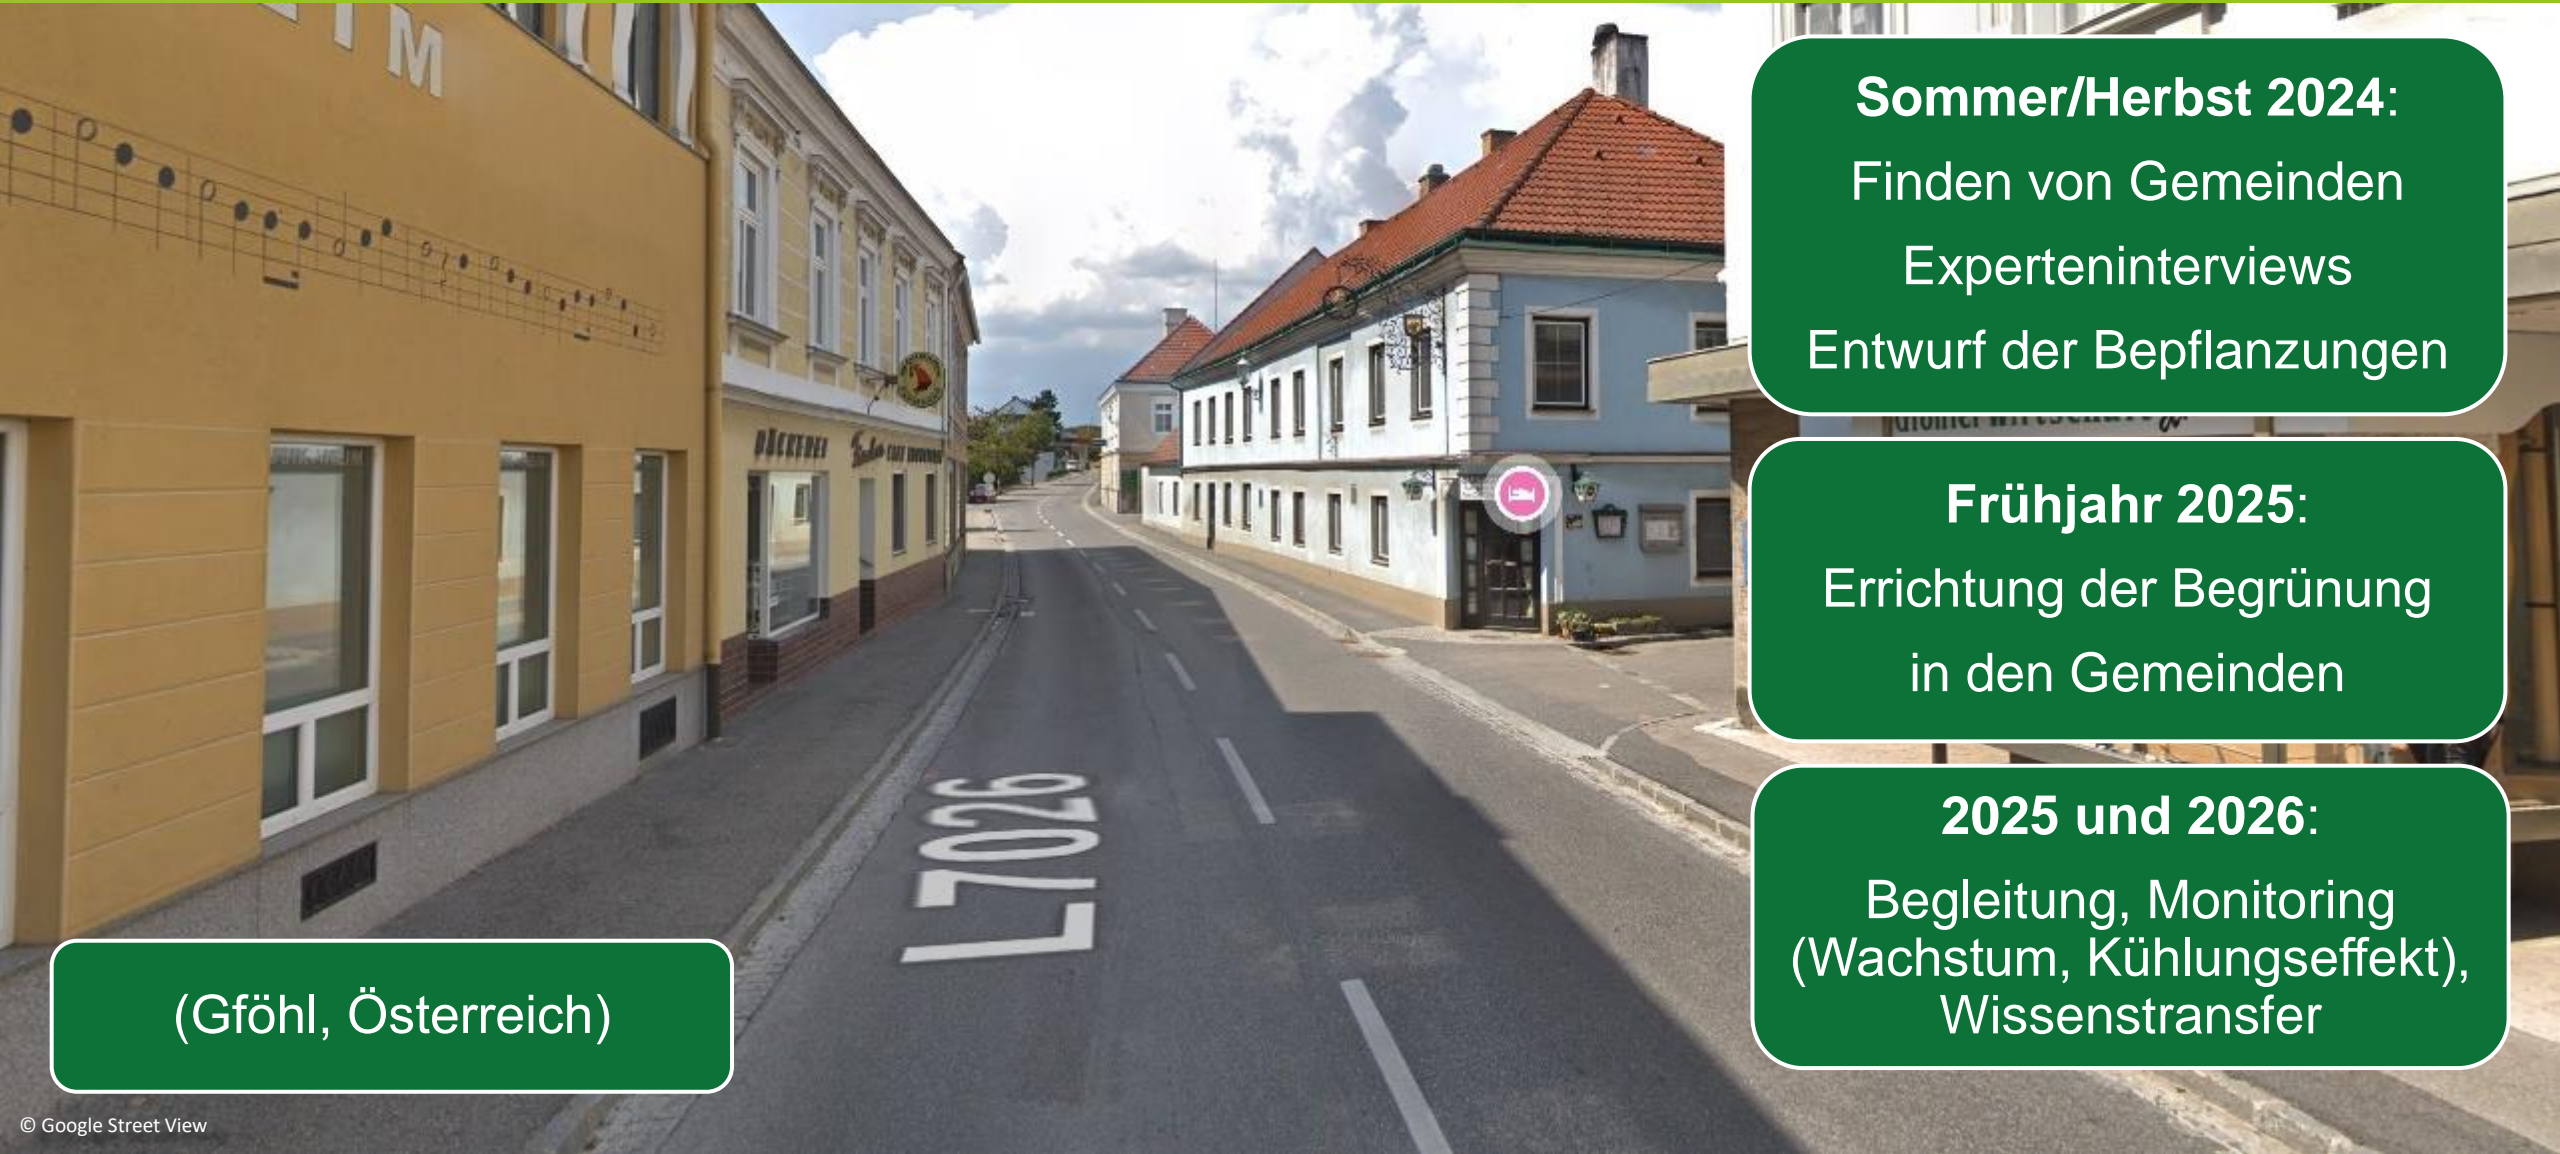 Sommer/Herbst 2024:
Finden von Gemeinden
Experteninterviews
Entwurf der Bepflanzungen
BÄCKEREI
Frühjahr 2025:
Errichtung der Begrünung
in den Gemeinden
2025 und 2026:
Begleitung, Monitoring
(Wachstum, Kühlungseffekt),
Wissenstransfer
L7026
(Gföhl, Österreich)
© Google Street View